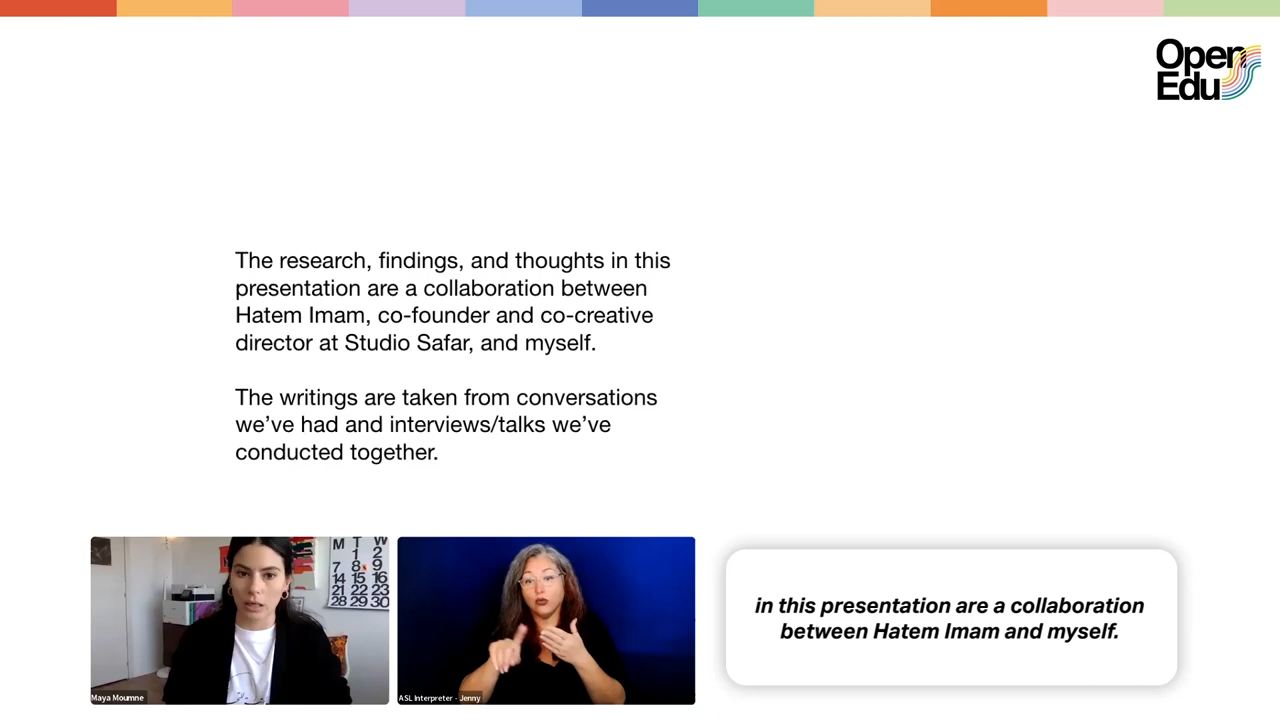 Open
Edu
The research, findings, and thoughts in this
presentation are a collaboration between
Hatem Imam, co-founder and co-creative
director at Studio Safar, and myself.
The writings are taken from conversations
we’ve had and interviews/talks we’ve
conducted together.
M T W
1 2
7 8 9
14 15 16
21 22 23
28 29 30
Maya Moumne
ASL Interpreter - Jenny
in this presentation are a collaboration
between Hatem Imam and myself.